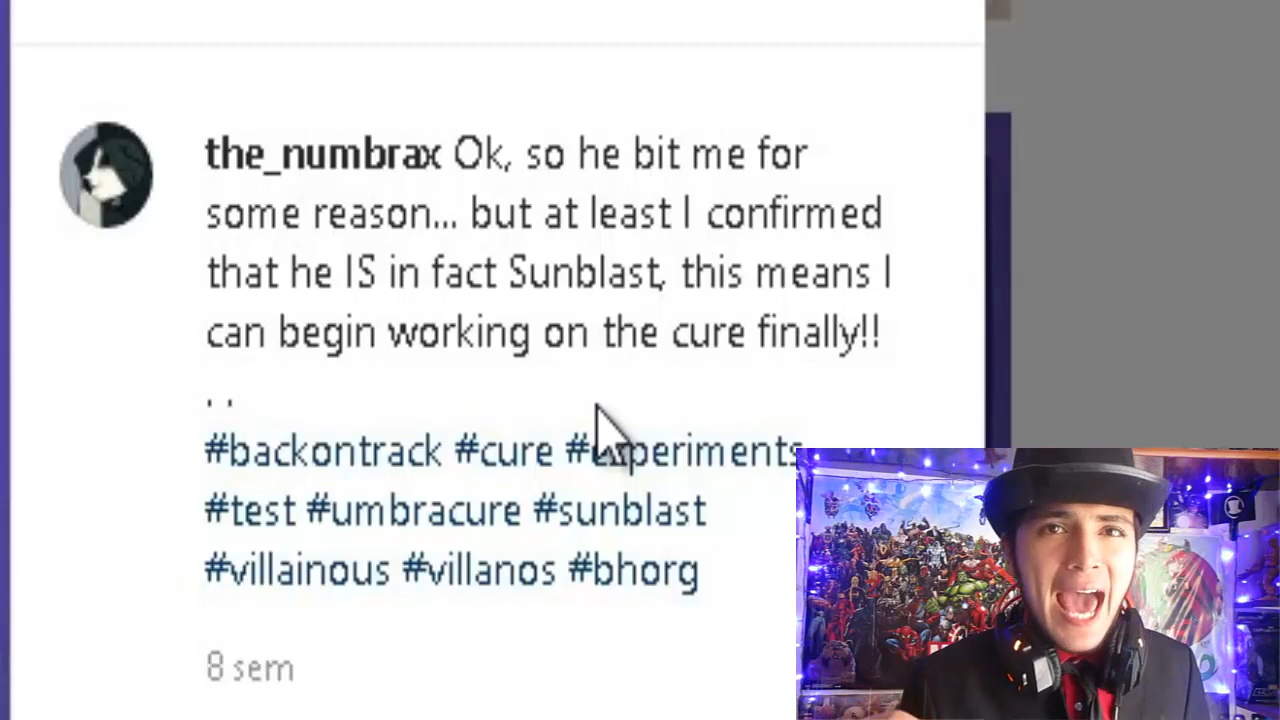 the_numbrax Ok, so he bit me for
some reason... but at least I confirmed
that he IS in fact Sunblast, this means I
can begin working on the cure finally!!
. .
#backontrack #cure #experiments
#test #umbracure #sunblast
#villainous #villanos #bhorg
8 sem